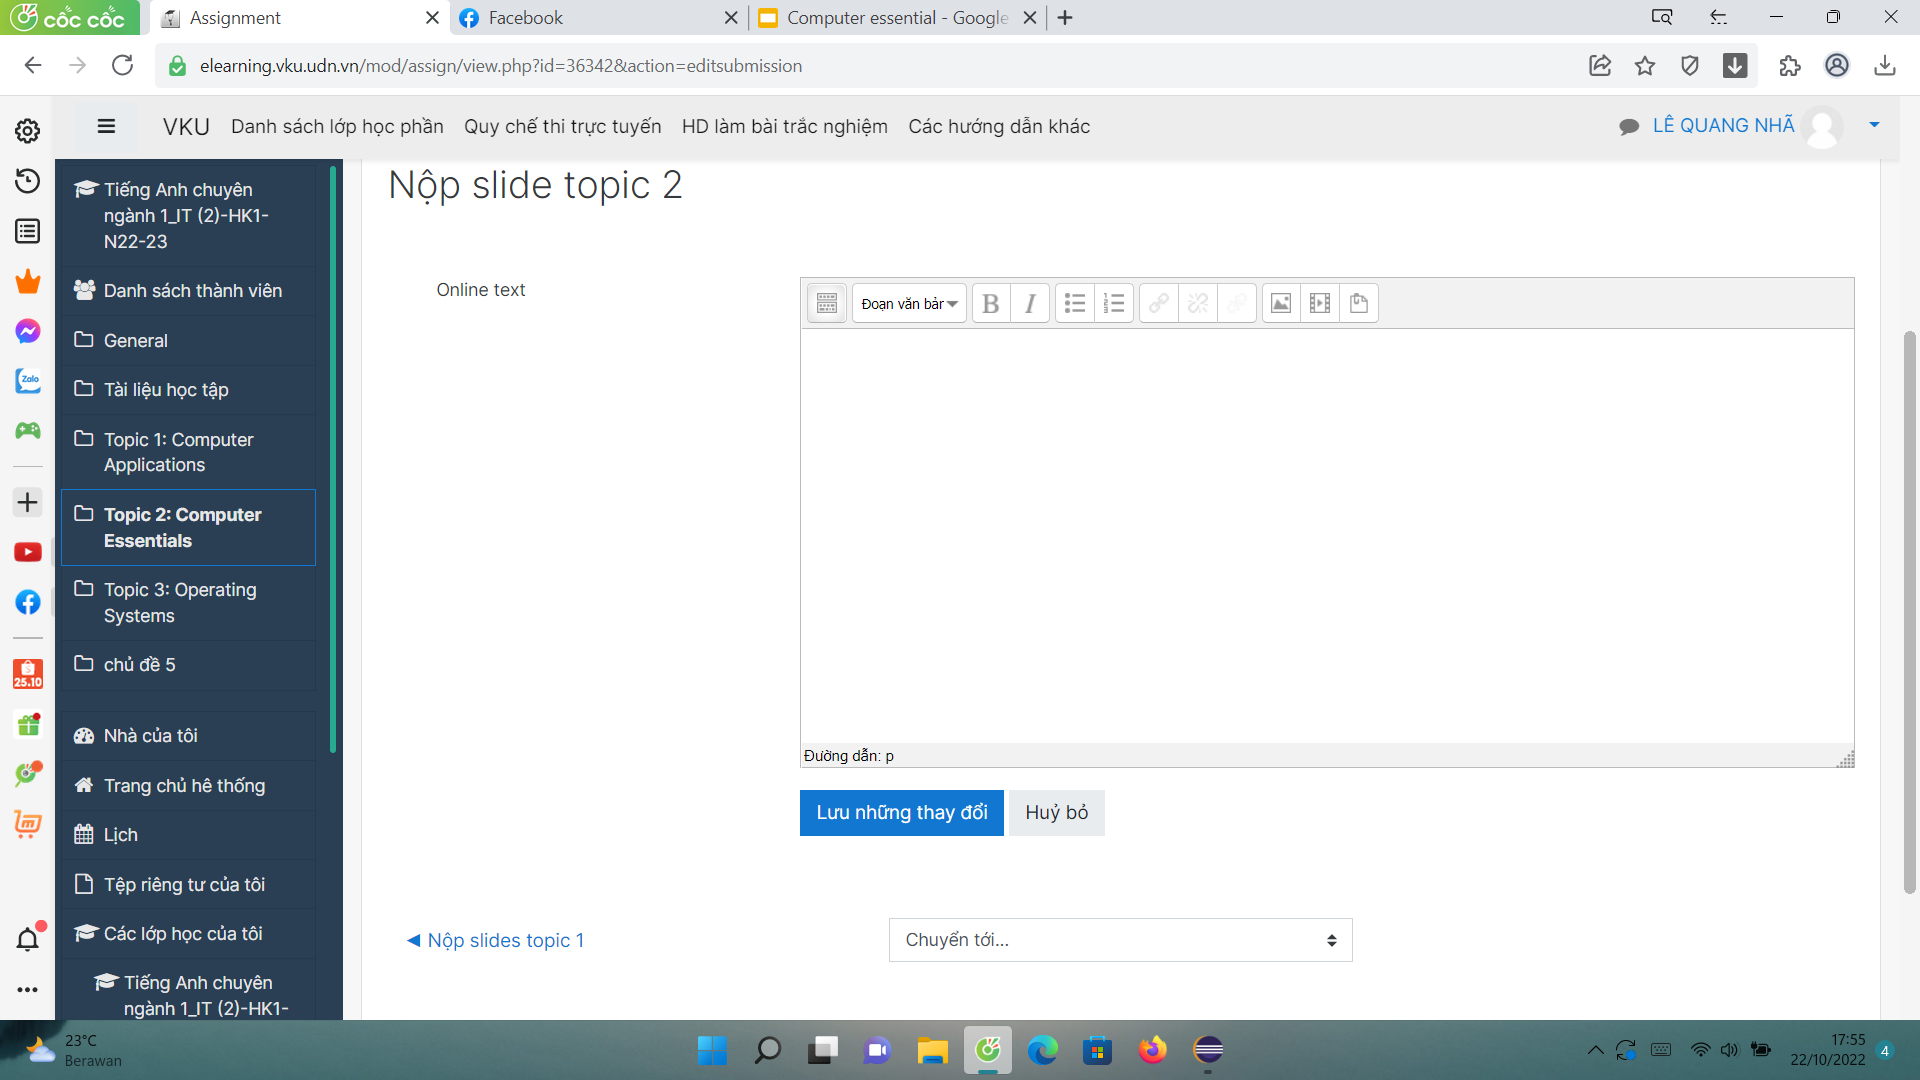 cốc cốc
Assignment
Facebook
Computer essential - Google
elearning.vku.udn.vn/mod/assign/view.php?id=36342&action=editsubmission
VKU
Danh sách lớp học phần
Quy chế thi trực tuyến
HD làm bài trắc nghiệm
Các hướng dẫn khác
LÊ QUANG NHÃ
Tiếng Anh chuyên
ngành 1_IT (2)-HK1-
N22-23
Danh sách thành viên
General
Tài liệu học tập
Topic 1: Computer
Applications
Topic 2: Computer
Essentials
Topic 3: Operating
Systems
chủ đề 5
Nhà của tôi
Trang chủ hệ thống
Lịch
Tệp riêng tư của tôi
Các lớp học của tôi
Tiếng Anh chuyên
ngành 1_IT (2)-HK1-
Zalo
25.10
Nộp slide topic 2
Online text
Đoạn văn bản
B
I
Đường dẫn: p
Lưu những thay đổi
Huỷ bỏ
◄ Nộp slides topic 1
Chuyển tới...
23°C
Berawan
17:55
22/10/2022
4